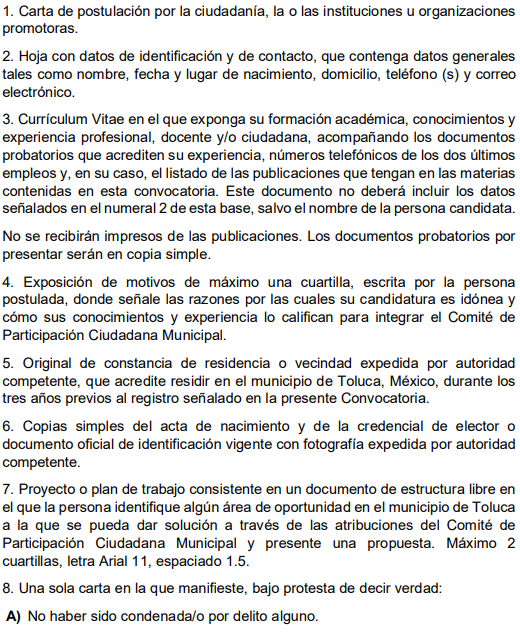 1. Carta de postulación por la ciudadanía, la o las instituciones u organizaciones
promotoras.
2. Hoja con datos de identificación y de contacto, que contenga datos generales
tales como nombre, fecha y lugar de nacimiento, domicilio, teléfono (s) y correo
electrónico.
3. Currículum Vitae en el que exponga su formación académica, conocimientos y
experiencia profesional, docente y/o ciudadana, acompañando los documentos
probatorios que acrediten su experiencia, números telefónicos de los dos últimos
empleos y, en su caso, el listado de las publicaciones que tengan en las materias
contenidas en esta convocatoria. Este documento no deberá incluir los datos
señalados en el numeral 2 de esta base, salvo el nombre de la persona candidata.
No se recibirán impresos de las publicaciones. Los documentos probatorios por
presentar serán en copia simple.
4. Exposición de motivos de máximo una cuartilla, escrita por la persona
postulada, donde señale las razones por las cuales su candidatura es idónea y
cómo sus conocimientos y experiencia lo califican para integrar el Comité de
Participación Ciudadana Municipal.
5. Original de constancia de residencia o vecindad expedida por autoridad
competente, que acredite residir en el municipio de Toluca, México, durante los
tres años previos al registro señalado en la presente Convocatoria.
6. Copias simples del acta de nacimiento y de la credencial de elector o
documento oficial de identificación vigente con fotografía expedida por autoridad
competente.
7. Proyecto o plan de trabajo consistente en un documento de estructura libre en
el que la persona identifique algún área de oportunidad en el municipio de Toluca
a la que se pueda dar solución a través de las atribuciones del Comité de
Participación Ciudadana Municipal y presente una propuesta. Máximo 2
cuartillas, letra Arial 11, espaciado 1.5.
8. Una sola carta en la que manifieste, bajo protesta de decir verdad:
A) No haber sido condenada/o por delito alguno.